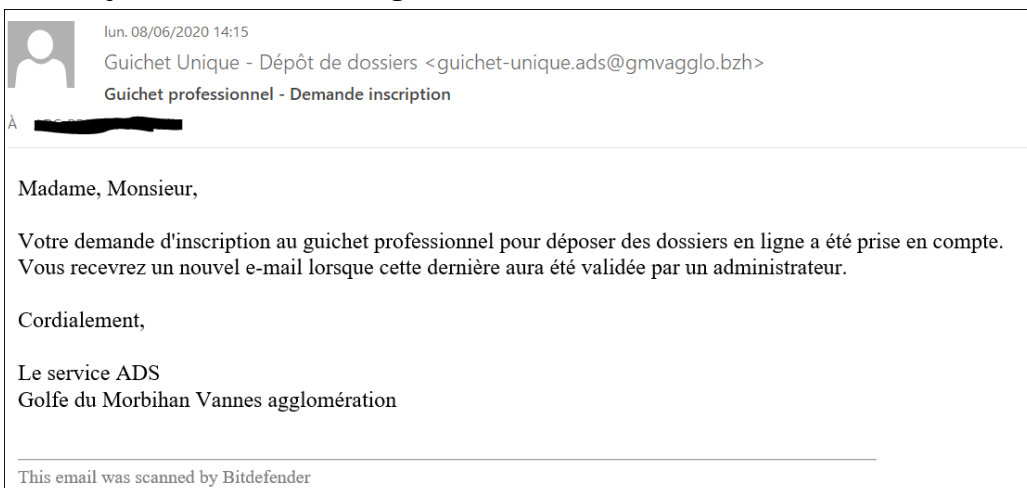 lun. 08/06/2020 14:15
Guichet Unique - Dépôt de dossiers <guichet-unique.ads@gmvagglo.bzh>
Guichet professionnel - Demande inscription
À
Madame, Monsieur,
Votre demande d'inscription au guichet professionnel pour déposer des dossiers en ligne a été prise en compte.
Vous recevrez un nouvel e-mail lorsque cette dernière aura été validée par un administrateur.
Cordialement,
Le service ADS
Golfe du Morbihan Vannes agglomération
This email was scanned by Bitdefender